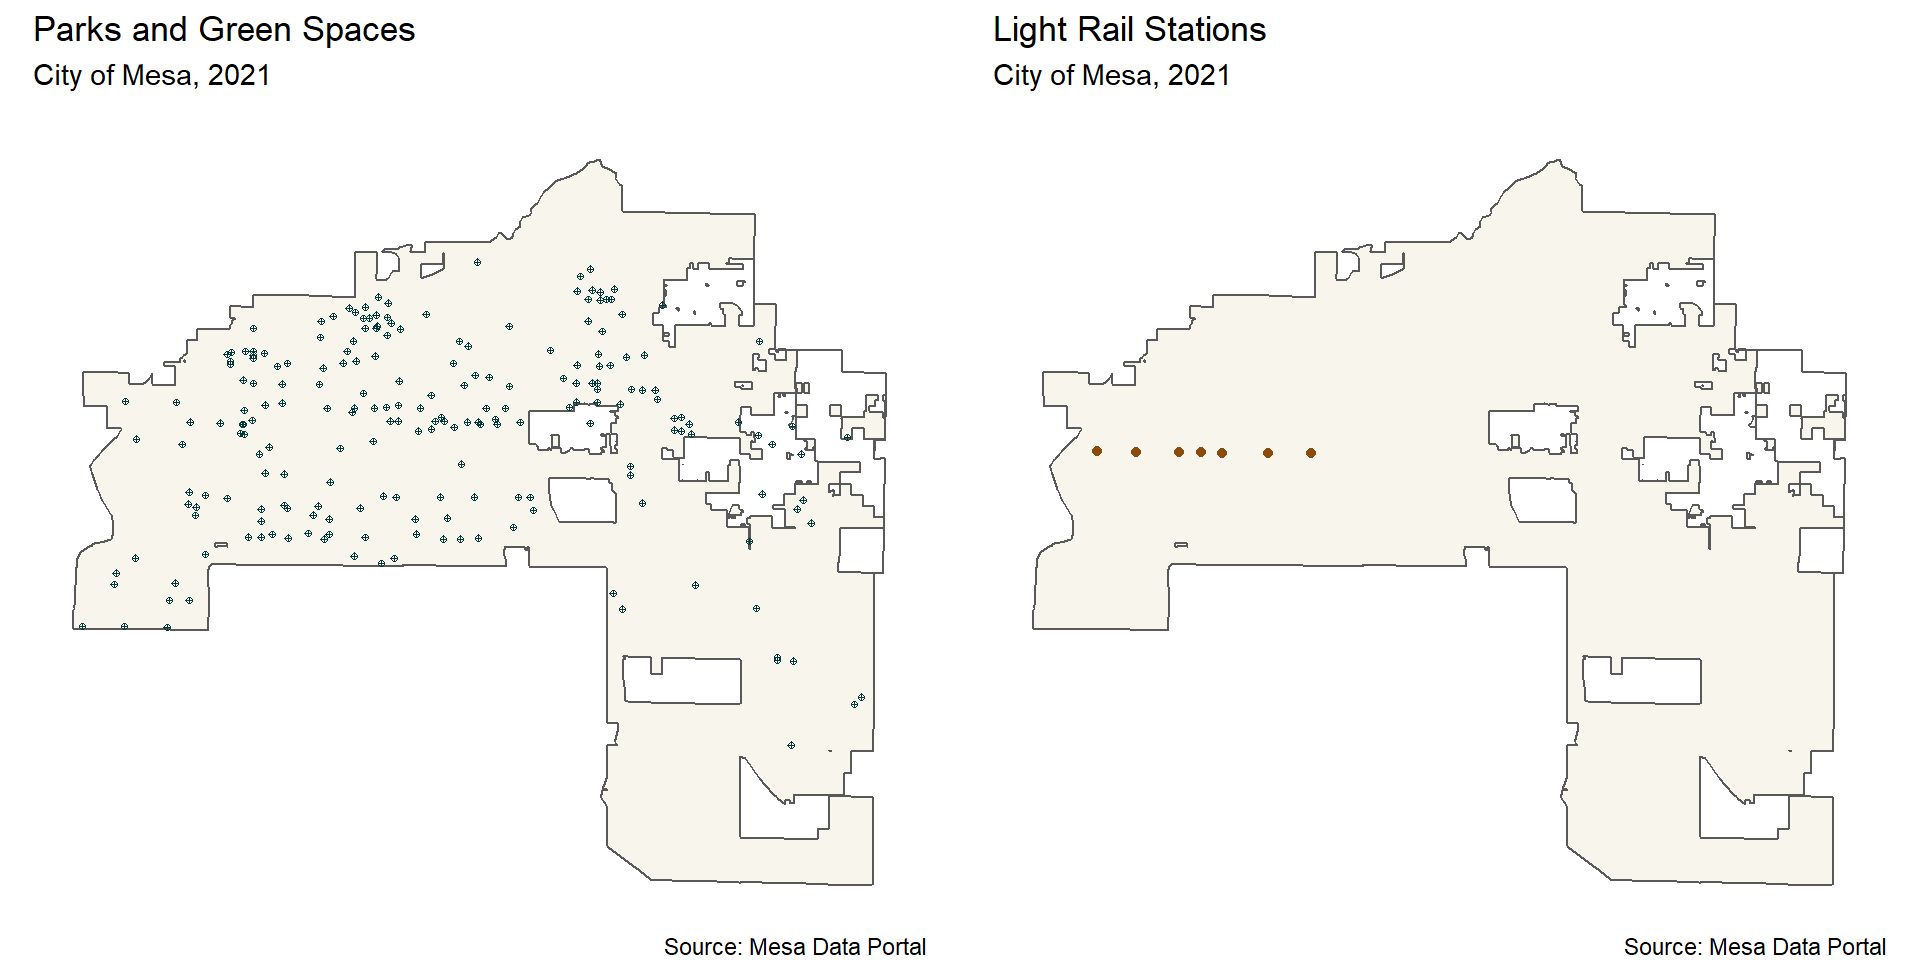 Parks and Green Spaces
City of Mesa, 2021
Source: Mesa Data Portal
Light Rail Stations
City of Mesa, 2021
Source: Mesa Data Portal